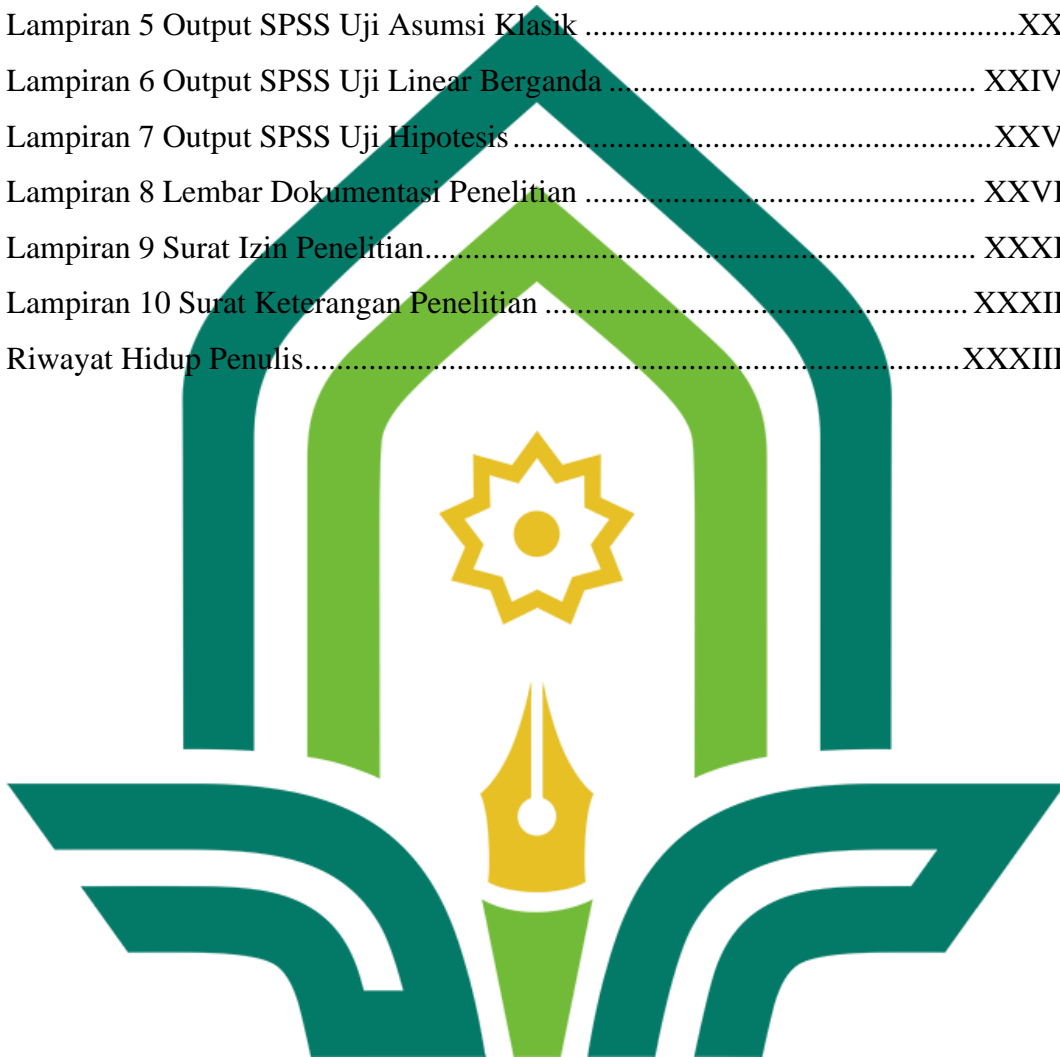 Lampiran 5 Output SPSS Uji Asumsi Klasik ....................................................XX
Lampiran 6 Output SPSS Uji Linear Berganda ............................................ XXIV
Lampiran 7 Output SPSS Uji Hipotesis..........................................................XXV
Lampiran 8 Lembar Dokumentasi Penelitian ............................................... XXVI
Lampiran 9 Surat Izin Penelitian.................................................................. XXXI
Lampiran 10 Surat Keterangan Penelitian ................................................... XXXII
Riwayat Hidup Penulis...............................................................................XXXIII